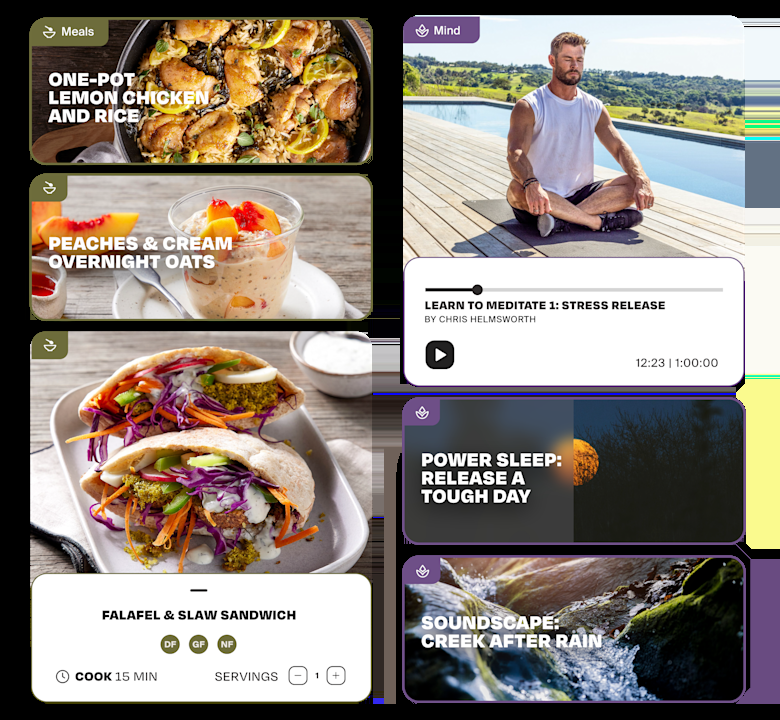 Meals
ONE-POT
LEMON CHICKEN
AND RICE
PEACHES & CREAM
OVERNIGHT OATS
FALAFEL & SLAW SANDWICH
DF GF NF
COOK 15 MIN SERVINGS − 1 +
Mind
LEARN TO MEDITATE 1: STRESS RELEASE
BY CHRIS HELMSWORTH
12:23 | 1:00:00
POWER SLEEP:
RELEASE A
TOUGH DAY
SOUNDSCAPE:
CREEK AFTER RAIN